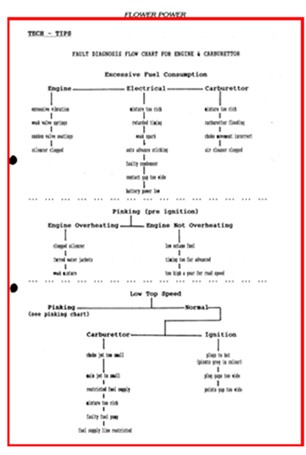 FLOWER POWER
TECH - TIPS
FAULT DIAGNOSIS FLOW CHART FOR ENGINE & CARBURETTOR
Excessive Fuel Consumption
Engine Electrical Carburettor
excessive vibration mixture too rich mixture too rich
weak valve springs retarded timing carburettor flooding
sunken valve seatings weak spark choke movement incorrect
silencer clogged auto advance sticking air cleaner clogged
faulty condenser
contact gap too wide
battery power low
Pinking (pre ignition)
Engine Overheating Engine Not Overheating
clogged silencer low octane fuel
furred water jackets timing too far advanced
weak mixture too high a gear for road speed
Low Top Speed
Pinking Normal
(see pinking chart)
Carburettor Ignition
choke jet too small plugs to hot
(points grey in colour)
main jet to small plug gaps too wide
restricted fuel supply points gap too wide
mixture too rich
faulty fuel pump
fuel supply line restricted